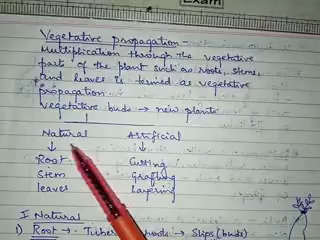 Exam
Vegetative propagation -
Multiplication through the vegetative
part of the plant such as roots, stems,
and leaves is termed as vegetative
propagation.
Vegetative buds → new plants
Natural Artificial
↓ ↓
Root Cutting
Stem Grafting
leaves Layering
I Natural
1) Root → Slips (buds)